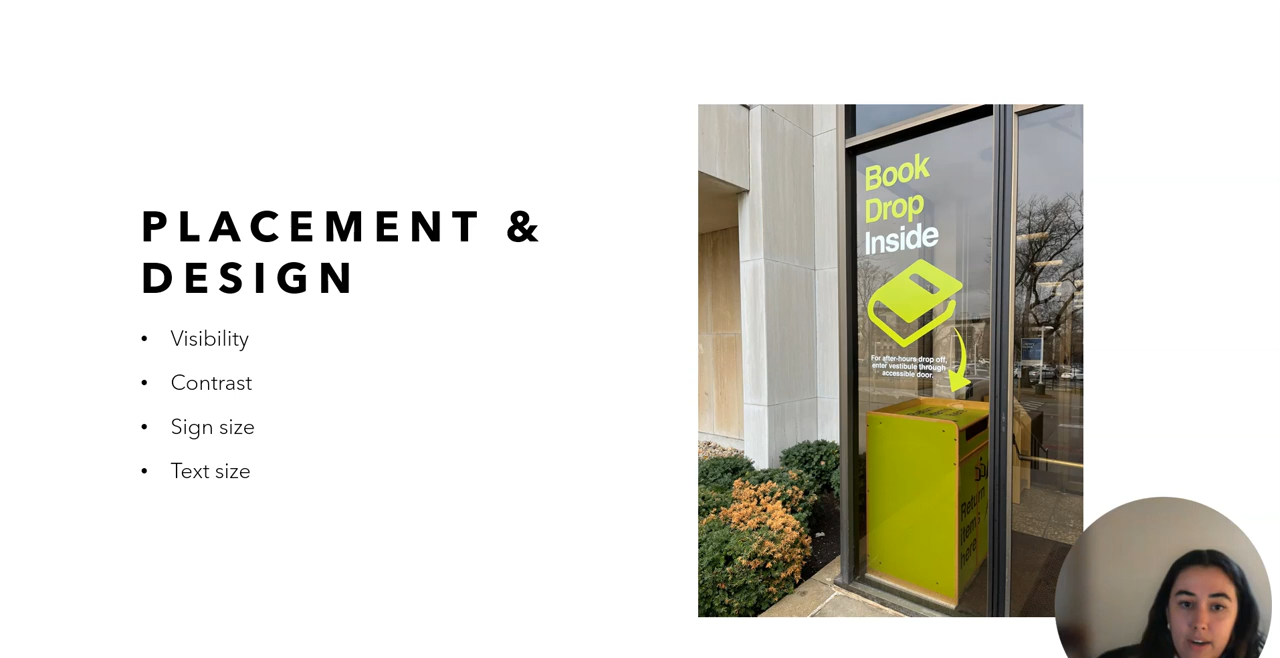 PLACEMENT &
DESIGN
• Visibility
• Contrast
• Sign size
• Text size
Book
Drop
Inside
For after-hours drop off,
enter vestibule through
accessible door.
Return
items
here